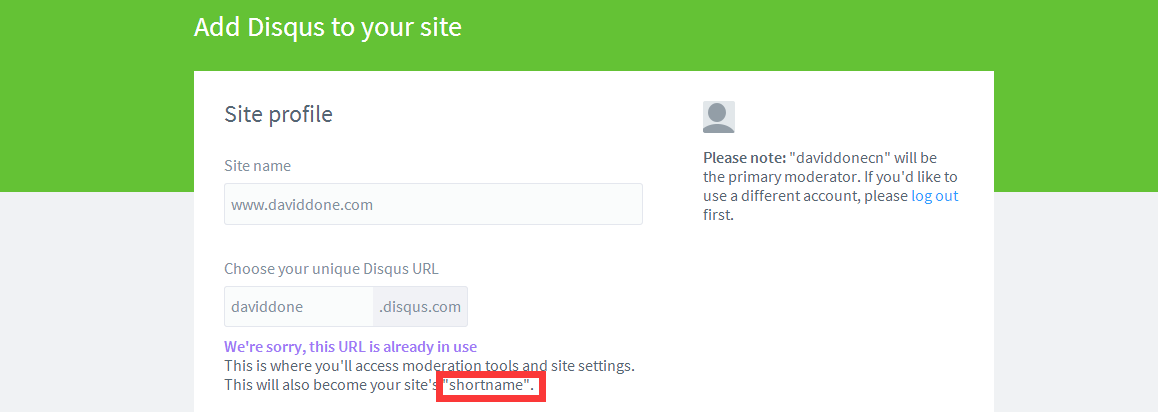 Add Disqus to your site
Site profile
Site name
www.daviddone.com
Choose your unique Disqus URL
daviddone .disqus.com
We're sorry, this URL is already in use
This is where you'll access moderation tools and site settings.
This will also become your site's "shortname".
Please note: "daviddonecn" will be
the primary moderator. If you'd like to
use a different account, please log out
first.